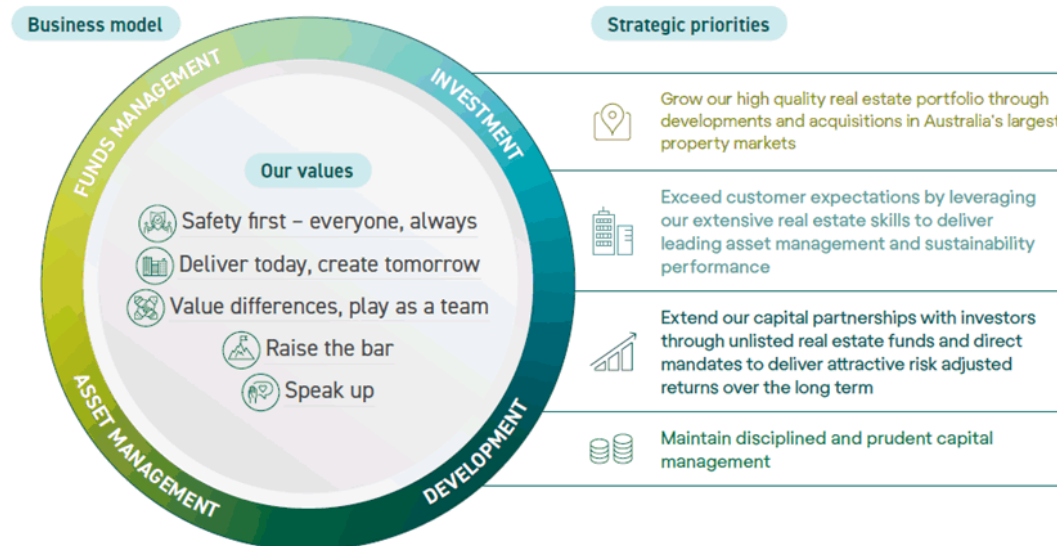 Business model
FUNDS MANAGEMENT
INVESTMENT
ASSET MANAGEMENT
DEVELOPMENT
Our values
Safety first – everyone, always
Deliver today, create tomorrow
Value differences, play as a team
Raise the bar
Speak up
Strategic priorities
Grow our high quality real estate portfolio through
developments and acquisitions in Australia's largest
property markets
Exceed customer expectations by leveraging
our extensive real estate skills to deliver
leading asset management and sustainability
performance
Extend our capital partnerships with investors
through unlisted real estate funds and direct
mandates to deliver attractive risk adjusted
returns over the long term
Maintain disciplined and prudent capital
management